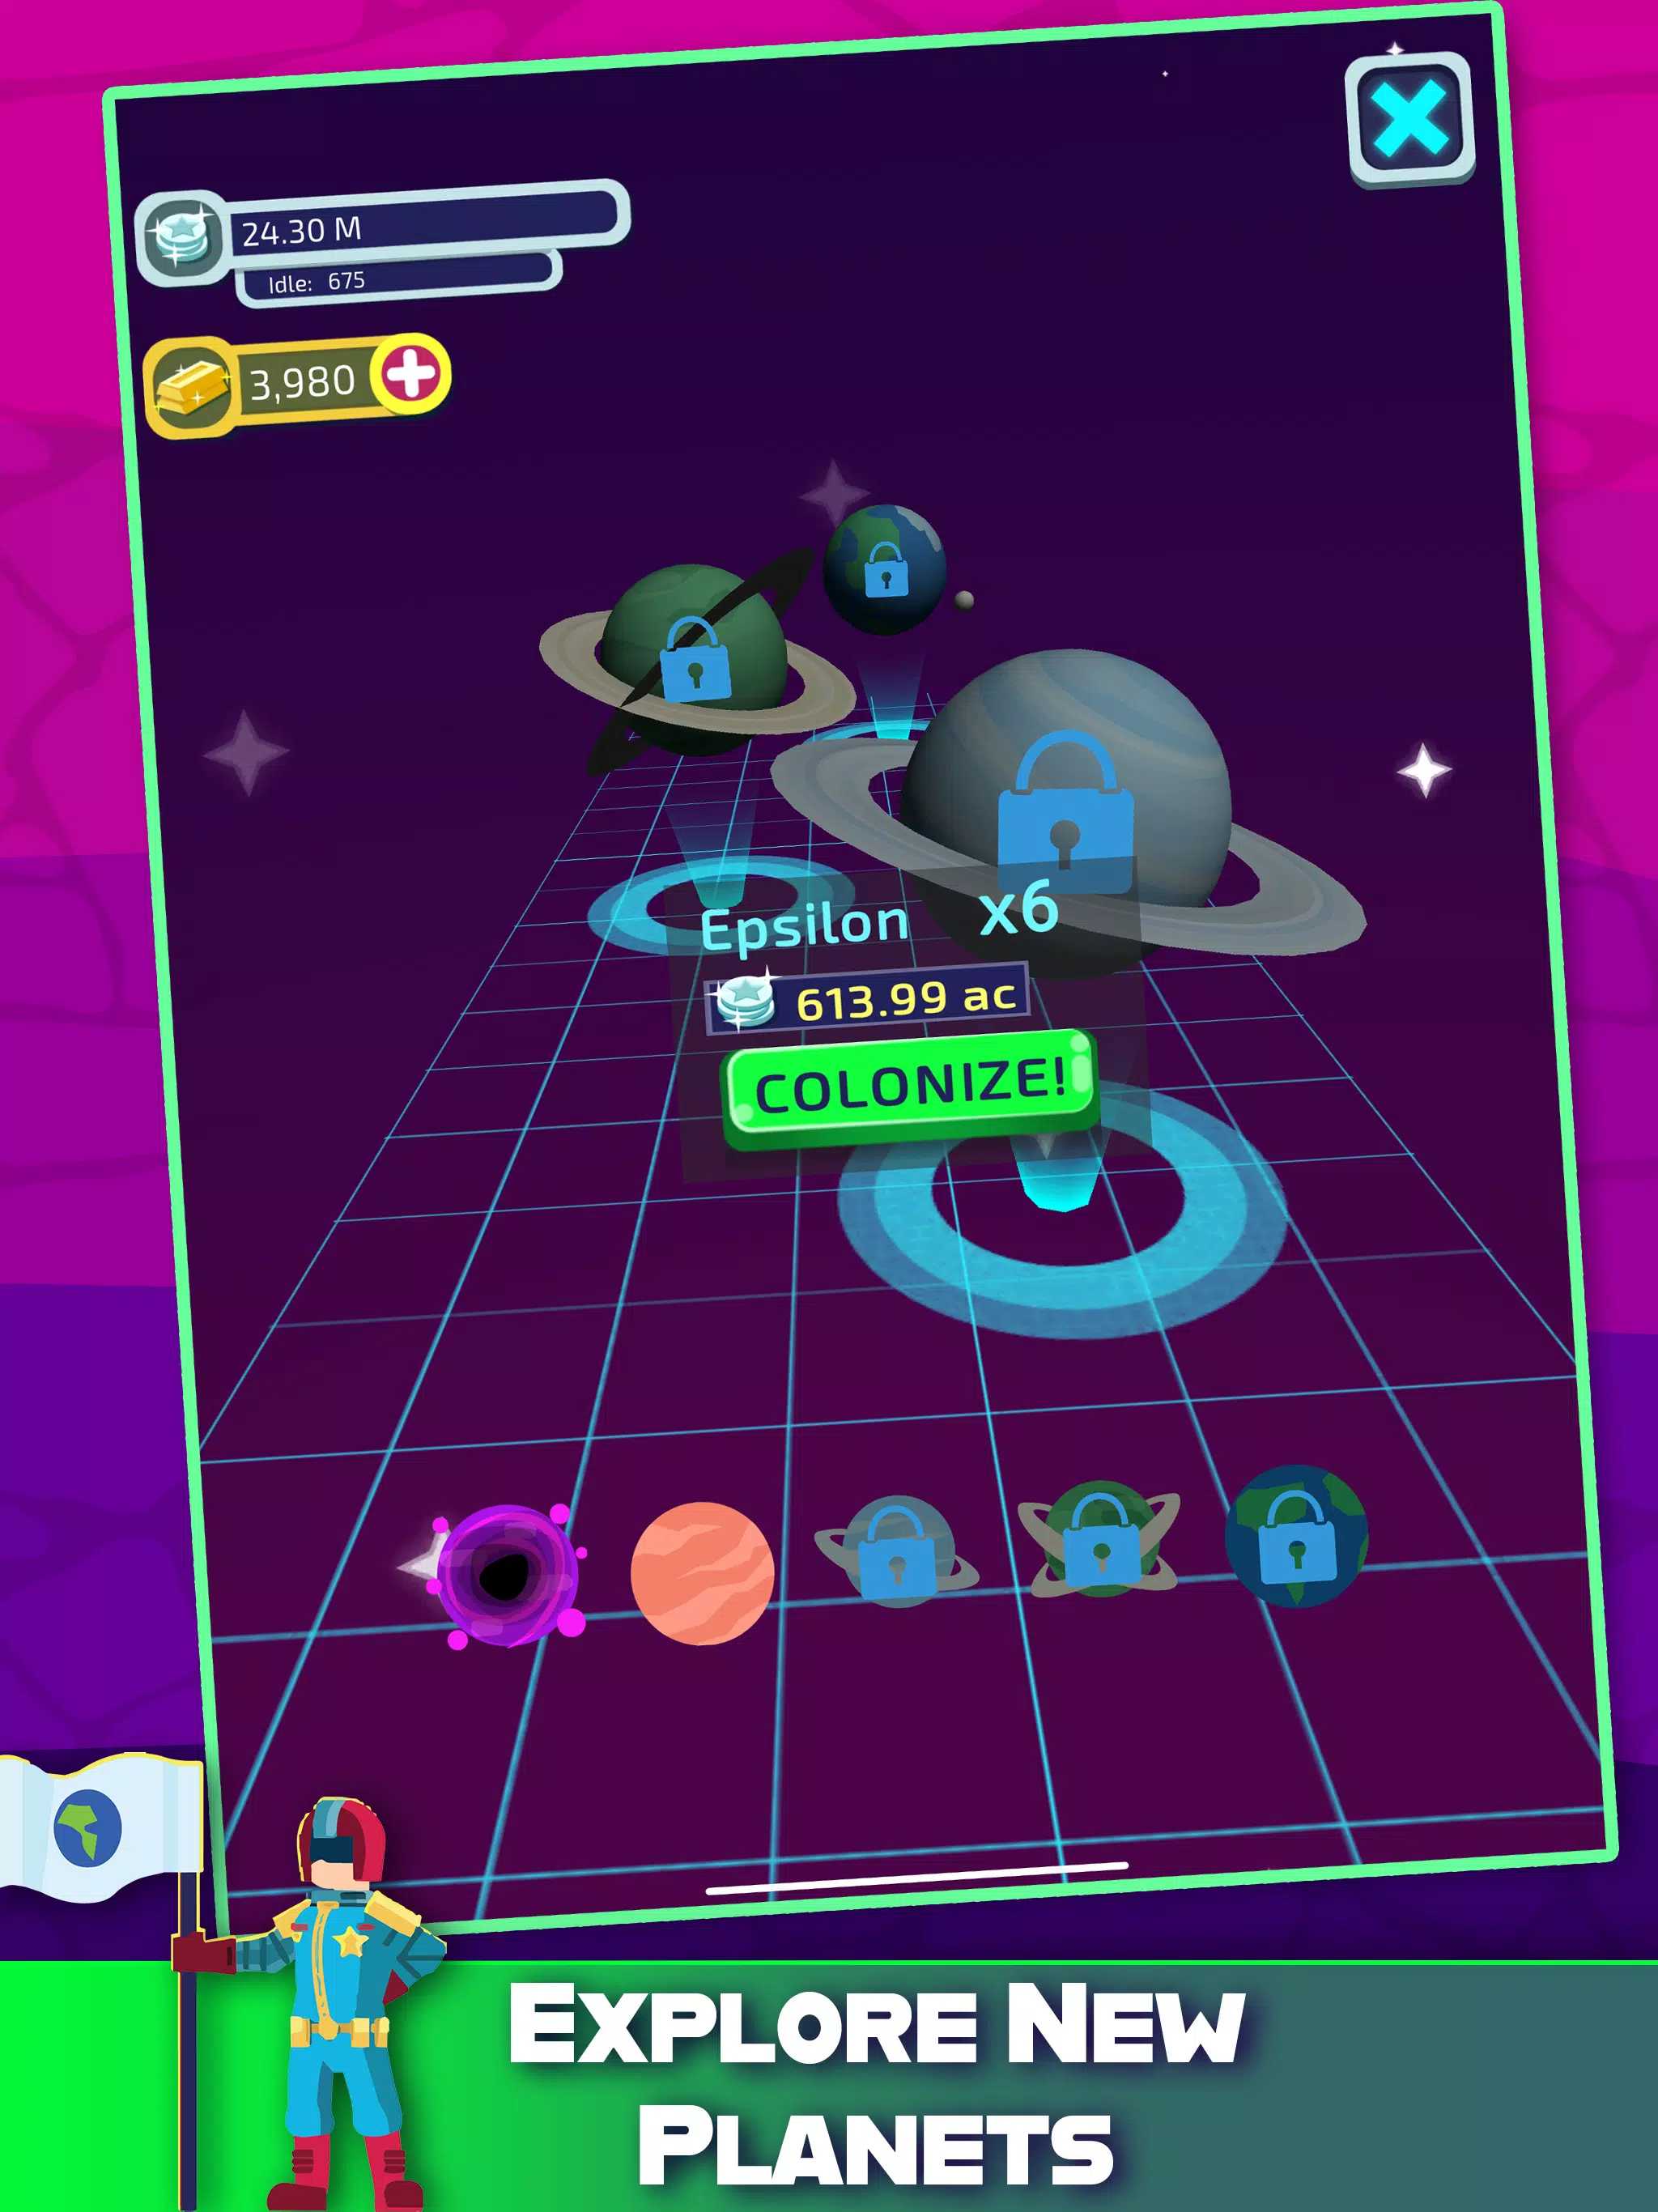 24.30 M
Idle: 675
3,980
Epsilon x6
613.99 ac
COLONIZE!
EXPLORE NEW
PLANETS